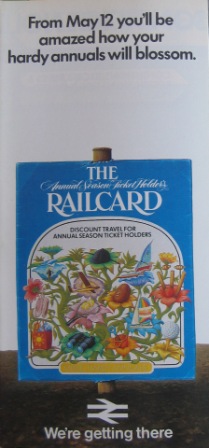 From May 12 you'll be
amazed how your
hardy annuals will blossom.
THE
Annual Season Ticket Holders
RAILCARD
DISCOUNT TRAVEL FOR
ANNUAL SEASON TICKET HOLDERS
We're getting there